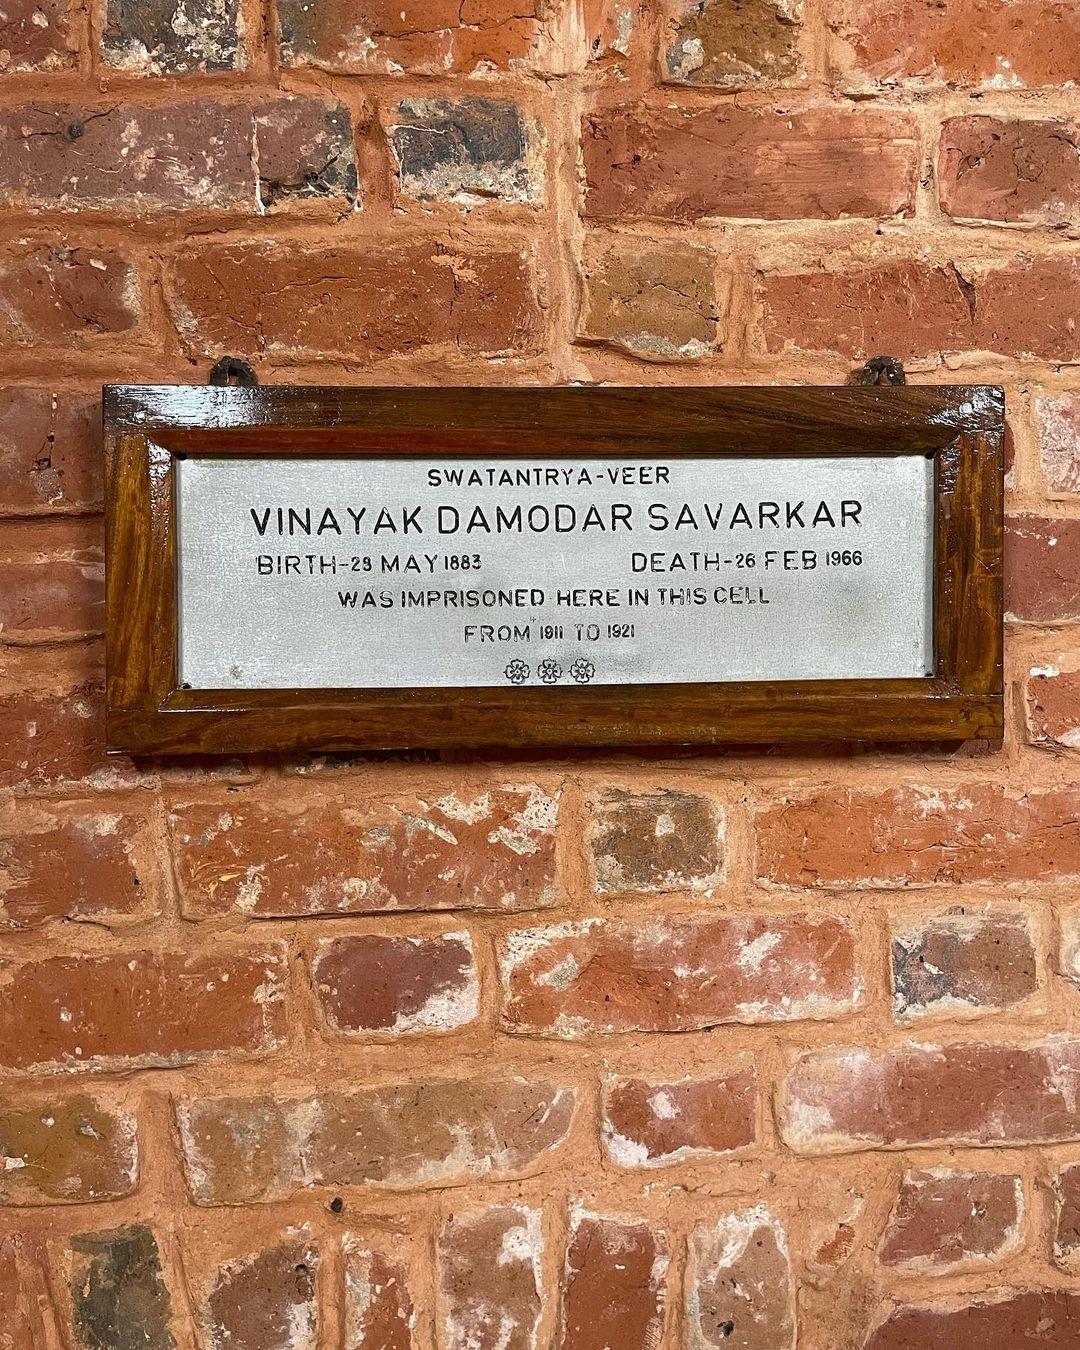 SWATANTRYA-VEER
VINAYAK DAMODAR SAVARKAR
BIRTH-28 MAY 1883 DEATH-26 FEB 1966
WAS IMPRISONED HERE IN THIS CELL
FROM 1911 TO 1921